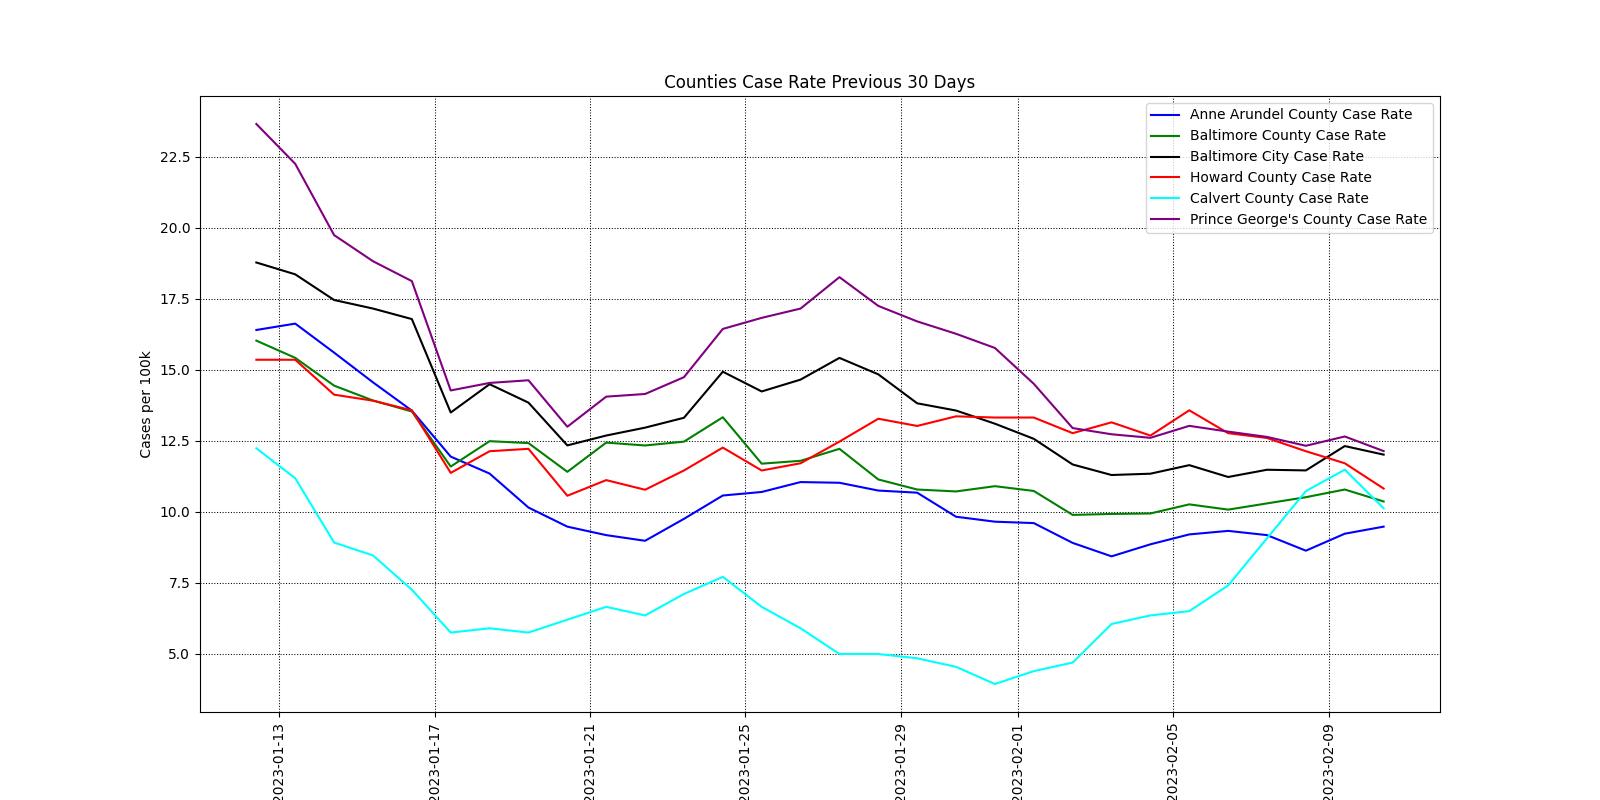 Counties Case Rate Previous 30 Days
Anne Arundel County Case Rate
Baltimore County Case Rate
Baltimore City Case Rate
Howard County Case Rate
Calvert County Case Rate
Prince George's County Case Rate
Cases per 100k
22.5
20.0
17.5
15.0
12.5
10.0
7.5
5.0
2023-01-13
2023-01-17
2023-01-21
2023-01-25
2023-01-29
2023-02-01
2023-02-05
2023-02-09